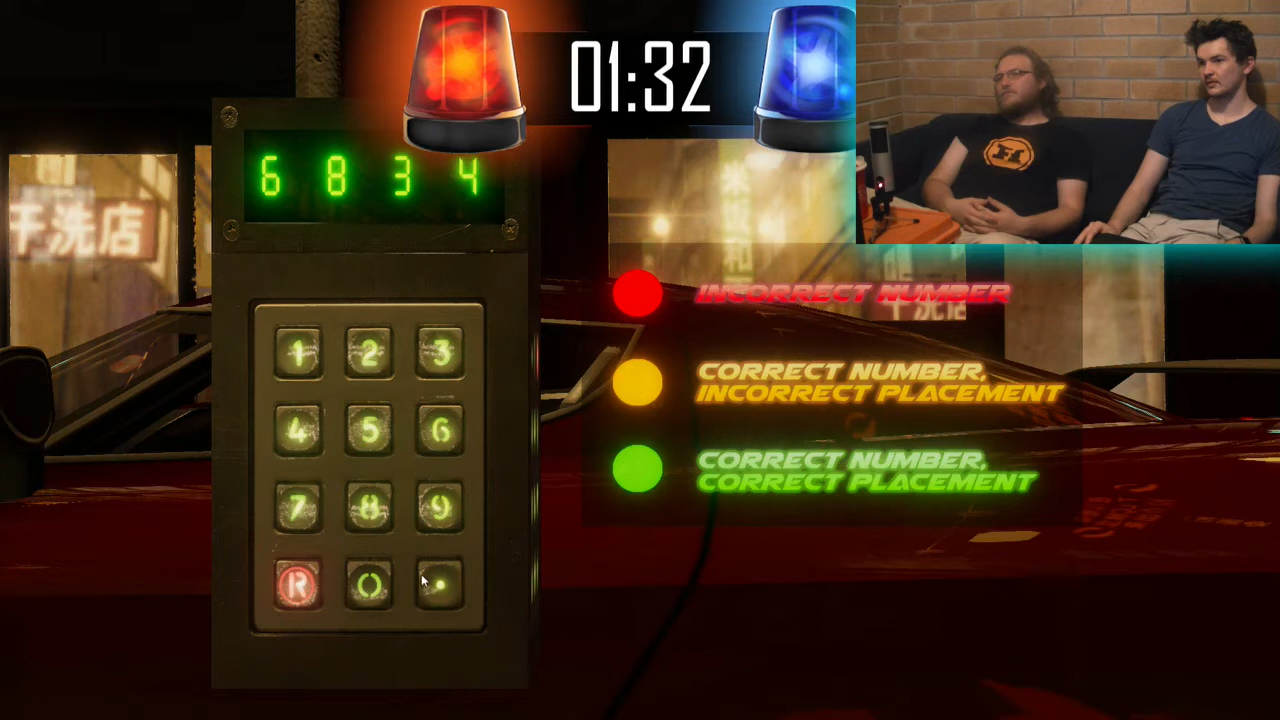 01:32
6 8 3 4
干洗店
INCORRECT NUMBER
CORRECT NUMBER,
INCORRECT PLACEMENT
CORRECT NUMBER,
CORRECT PLACEMENT
1 2 3
4 5 6
7 8 9
R 0 .